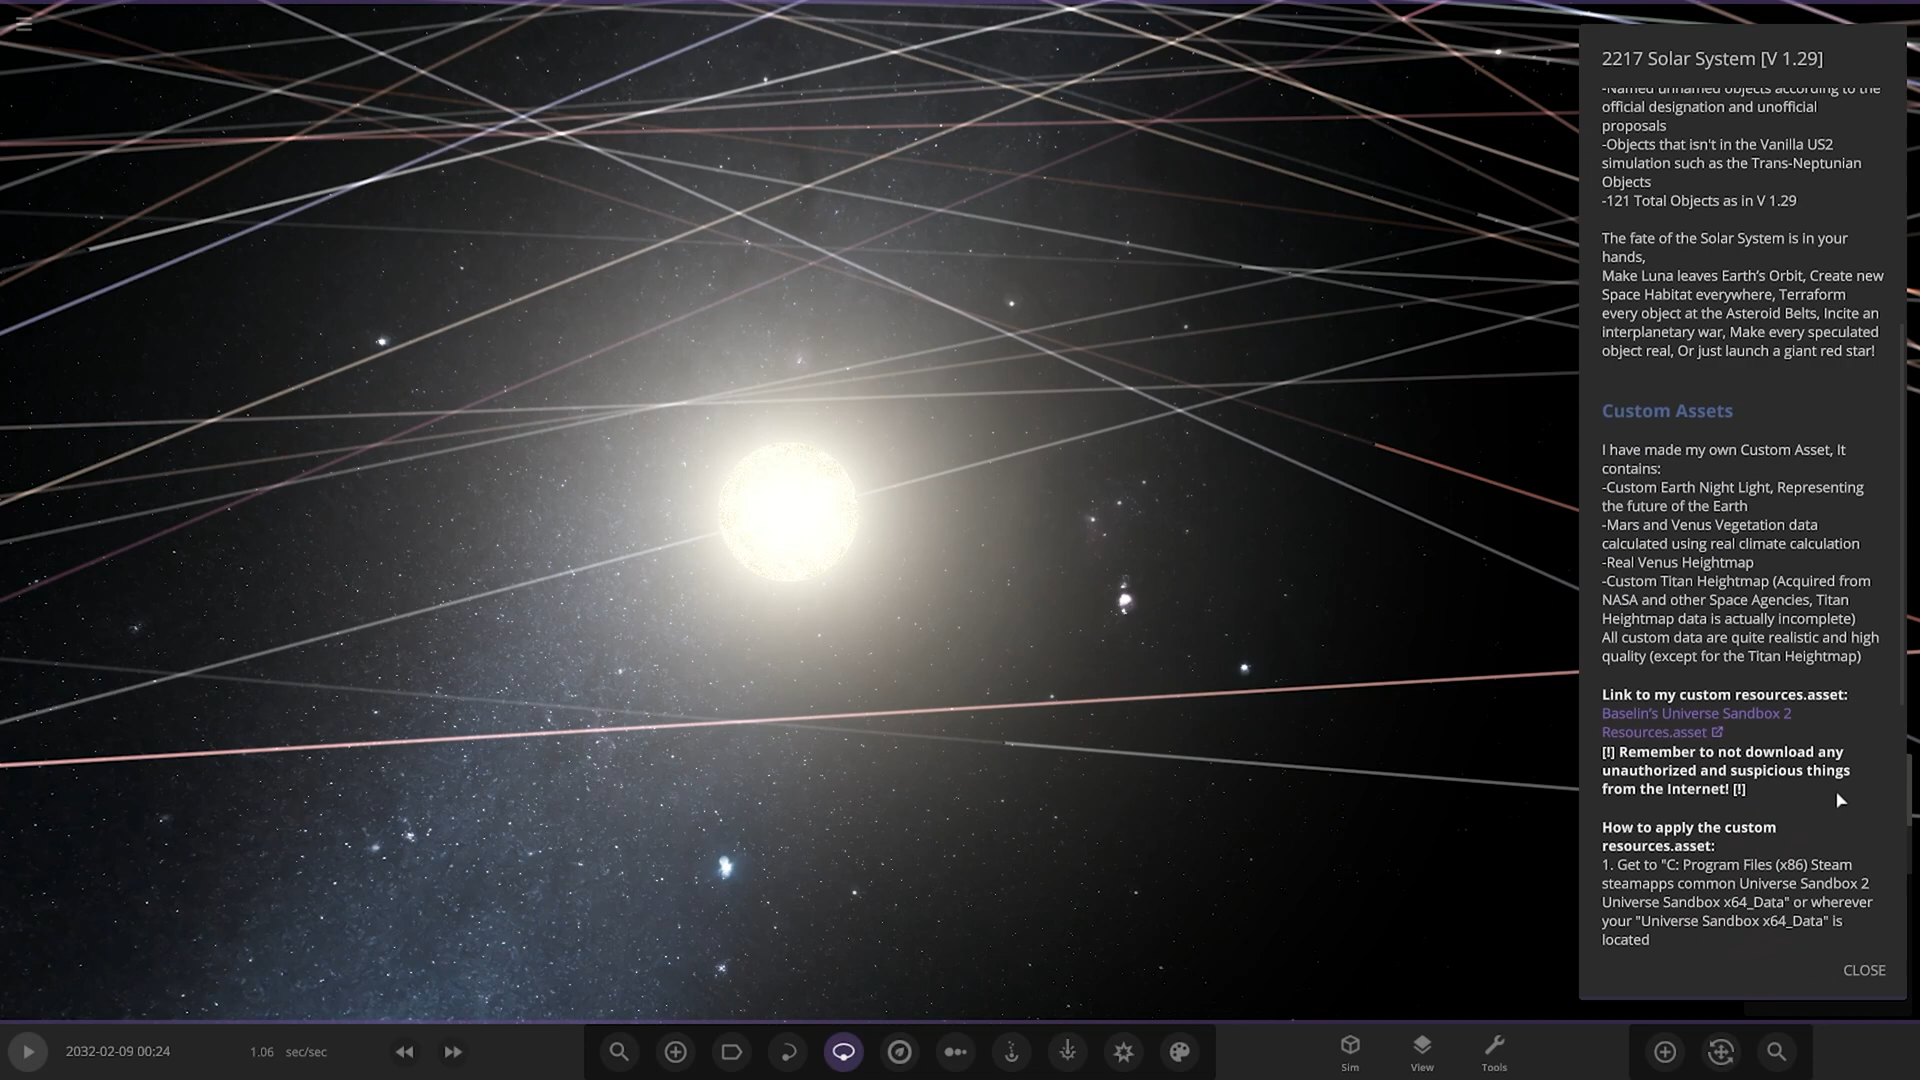 2217 Solar System [V 1.29]
-Named unnamed objects according to the
official designation and unofficial
proposals
-Objects that isn't in the Vanilla US2
simulation such as the Trans-Neptunian
Objects
-121 Total Objects as in V 1.29
The fate of the Solar System is in your
hands,
Make Luna leaves Earth's Orbit, Create new
Space Habitat everywhere, Terraform
every object at the Asteroid Belts, Incite an
interplanetary war, Make every speculated
object real, Or just launch a giant red star!
Custom Assets
I have made my own Custom Asset, It
contains:
-Custom Earth Night Light, Representing
the future of the Earth
-Mars and Venus Vegetation data
calculated using real climate calculation
-Real Venus Heightmap
-Custom Titan Heightmap (Acquired from
NASA and other Space Agencies, Titan
Heightmap data is actually incomplete)
All custom data are quite realistic and high
quality (except for the Titan Heightmap)
Link to my custom resources.asset:
Baselin's Universe Sandbox 2
Resources.asset
[!] Remember to not download any
unauthorized and suspicious things
from the Internet! [!]
How to apply the custom
resources.asset:
1. Get to "C: Program Files (x86) Steam
steamapps common Universe Sandbox 2
Universe Sandbox x64_Data" or wherever
your "Universe Sandbox x64_Data" is
located
CLOSE
2032-02-09 00:24
1.06 sec/sec
Sim
View
Tools